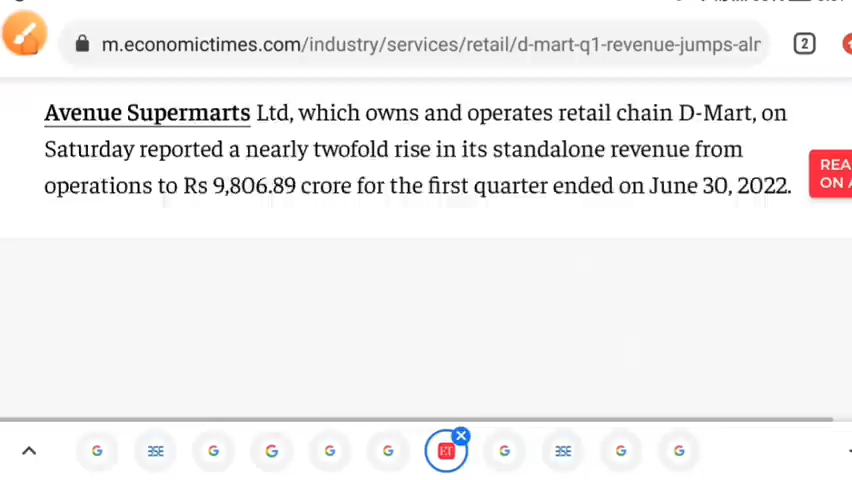 m.economictimes.com/industry/services/retail/d-mart-q1-revenue-jumps-alr
2
Avenue Supermarts Ltd, which owns and operates retail chain D-Mart, on
Saturday reported a nearly twofold rise in its standalone revenue from
operations to Rs 9,806.89 crore for the first quarter ended on June 30, 2022.
REA
ON A
G BSE G G G G ET G BSE G G